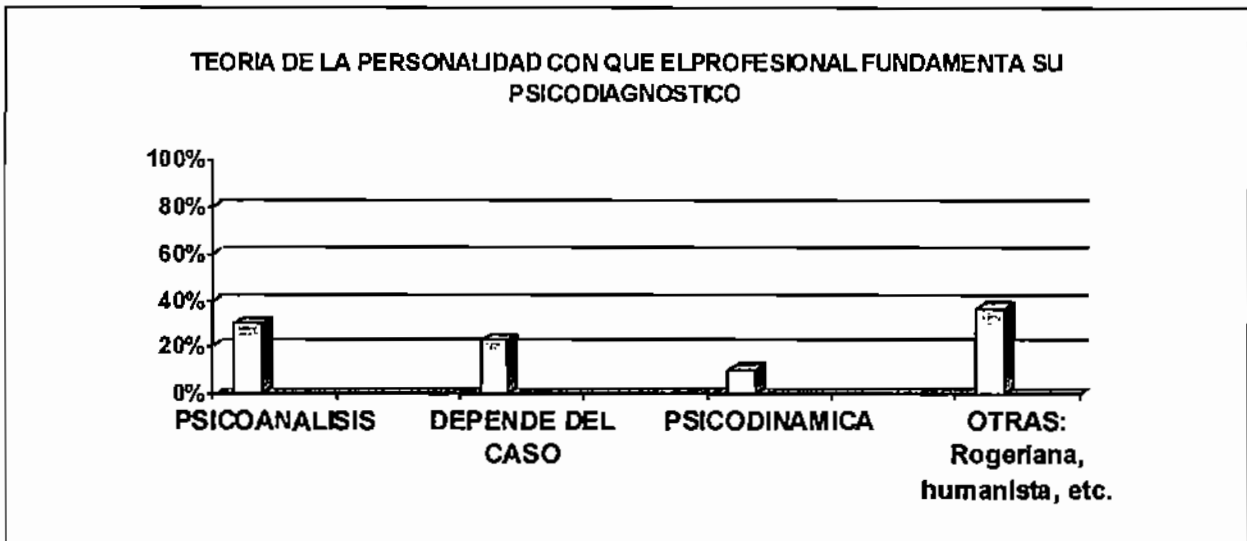 TEORIA DE LA PERSONALIDAD CON QUE ELPROFESIONAL FUNDAMENTA SU
PSICODIAGNOSTICO
100%
80%
60%
40%
20%
0%
PSICOANALISIS
DEPENDE DEL
CASO
PSICODINAMICA
OTRAS:
Rogeriana,
humanista, etc.